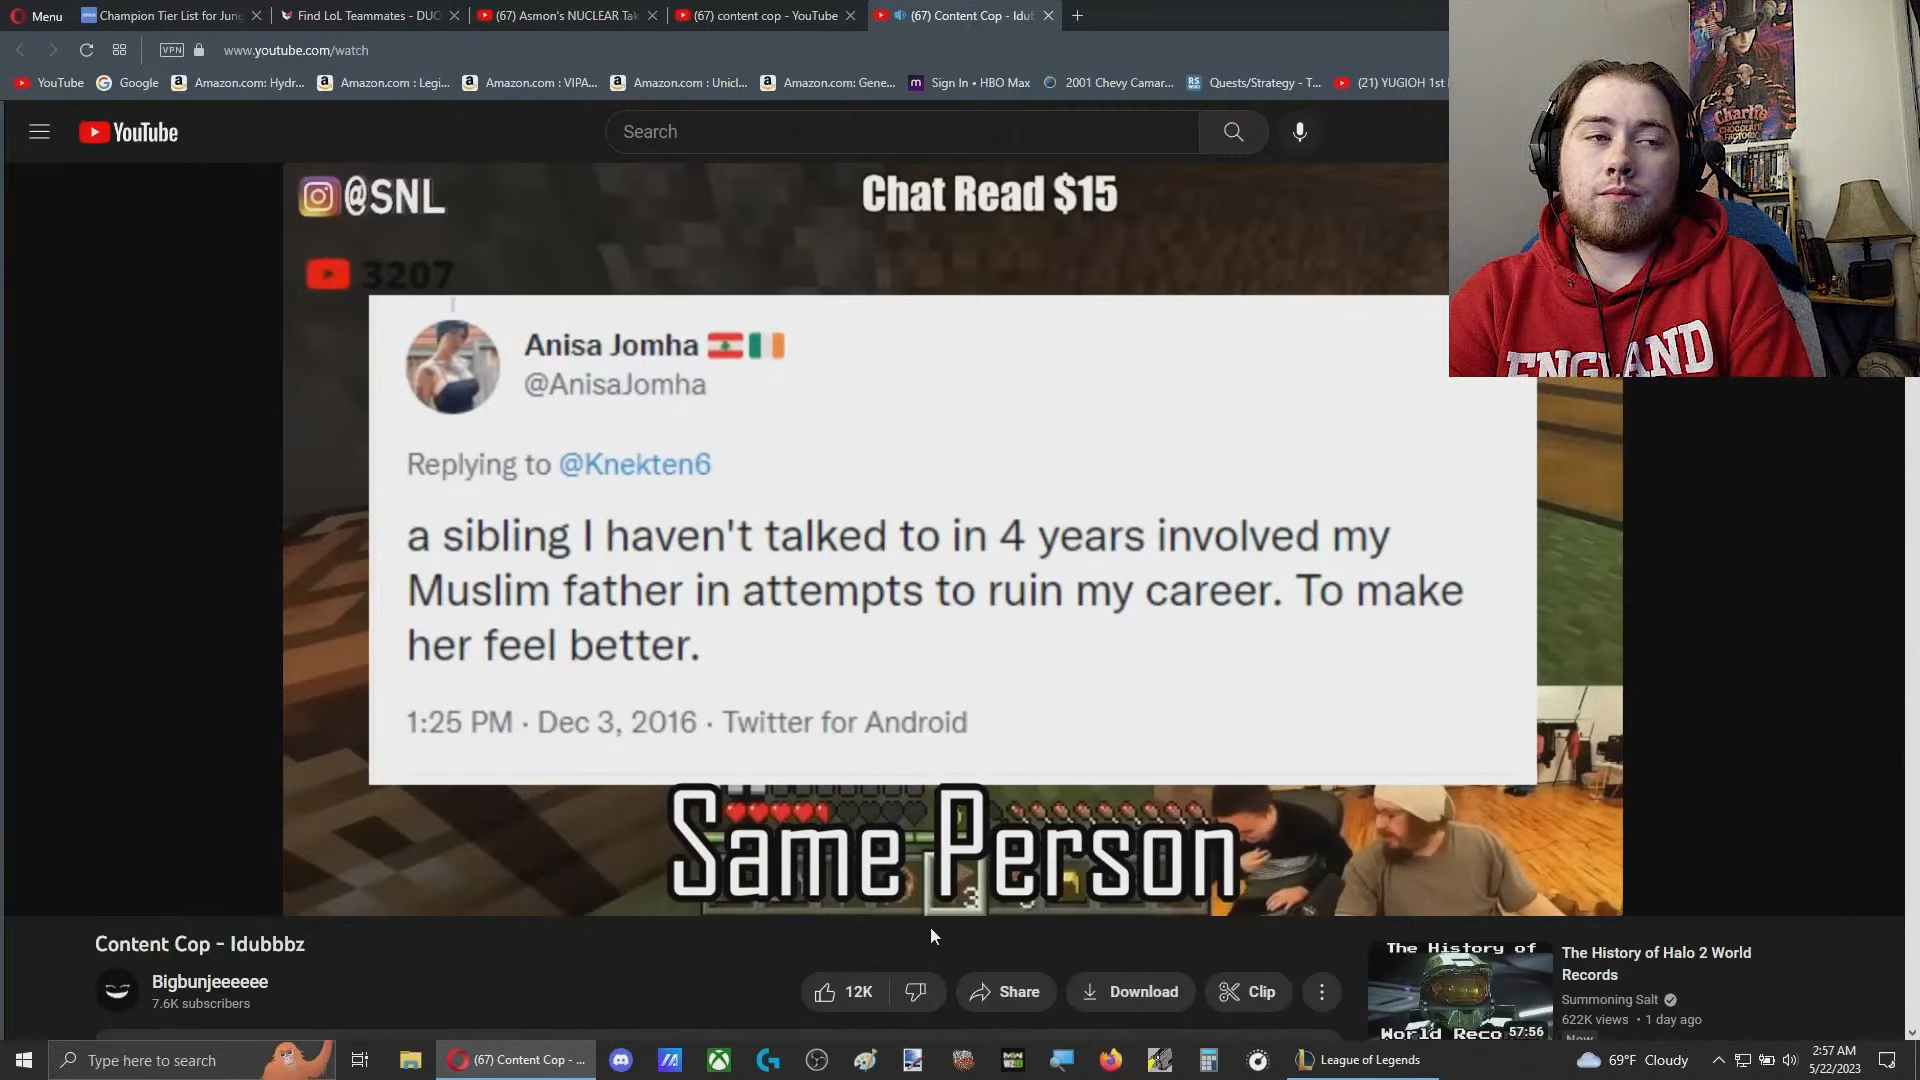 Menu
Champion Tier List for Jung
Find LoL Teammates - DUO
(67) Asmon's NUCLEAR Tak
(67) content cop - YouTube
(67) Content Cop - Idu
VPN
www.youtube.com/watch
YouTube
Google
Amazon.com: Hydr...
Amazon.com : Legi...
Amazon.com : VIPA...
Amazon.com : Unicl...
Amazon.com: Gene...
Sign In • HBO Max
2001 Chevy Camar...
Quests/Strategy - T...
(21) YUGIOH 1st
YouTube
Search
Charlie
CHOCOLATE
FACTORY
ENGLAND
@SNL
Chat Read $15
3207
Anisa Jomha
@AnisaJomha
Replying to @Knekten6
a sibling I haven't talked to in 4 years involved my
Muslim father in attempts to ruin my career. To make
her feel better.
1:25 PM · Dec 3, 2016 · Twitter for Android
Same Person
3
Content Cop - Idubbbz
Bigbunjeeeeee
7.6K subscribers
12K
Share
Download
Clip
The History of
World Reco
57:56
The History of Halo 2 World
Records
Summoning Salt
622K views • 1 day ago
New
Type here to search
(67) Content Cop - ...
League of Legends
69°F Cloudy
2:57 AM
5/22/2023